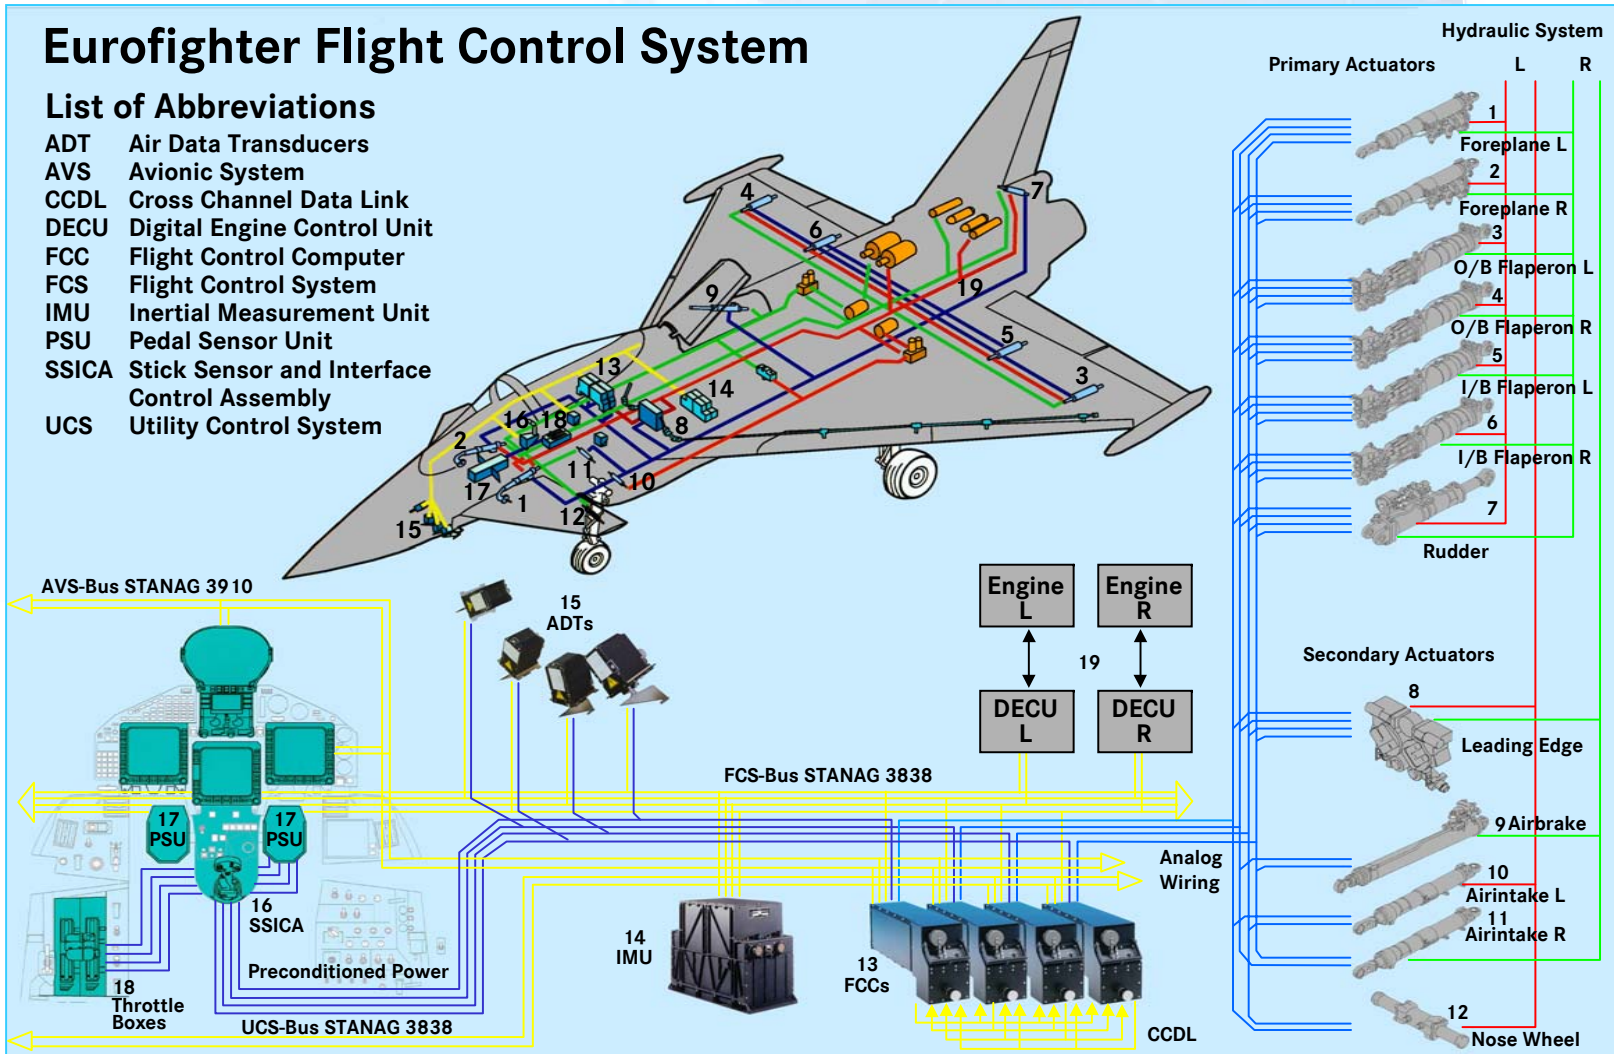 Eurofighter Flight Control System
List of Abbreviations
ADT Air Data Transducers
AVS Avionic System
CCDL Cross Channel Data Link
DECU Digital Engine Control Unit
FCC Flight Control Computer
FCS Flight Control System
IMU Inertial Measurement Unit
PSU Pedal Sensor Unit
SSICA Stick Sensor and Interface
Control Assembly
UCS Utility Control System
4
6
7
9
19
5
3
13
14
16
18
8
2
11
10
17
1
12
15
Hydraulic System
Primary Actuators L R
1
Foreplane L
2
Foreplane R
3
O/B Flaperon L
4
O/B Flaperon R
5
I/B Flaperon L
6
I/B Flaperon R
7
Rudder
Secondary Actuators
8
Leading Edge
9 Airbrake
10
Airintake L
11
Airintake R
12
Nose Wheel
AVS-Bus STANAG 3910
15
ADTs
Engine
L
Engine
R
19
DECU
L
DECU
R
FCS-Bus STANAG 3838
17
PSU
17
PSU
Analog
Wiring
16
SSICA
14
IMU
13
FCCs
Preconditioned Power
18
Throttle
Boxes
UCS-Bus STANAG 3838
CCDL